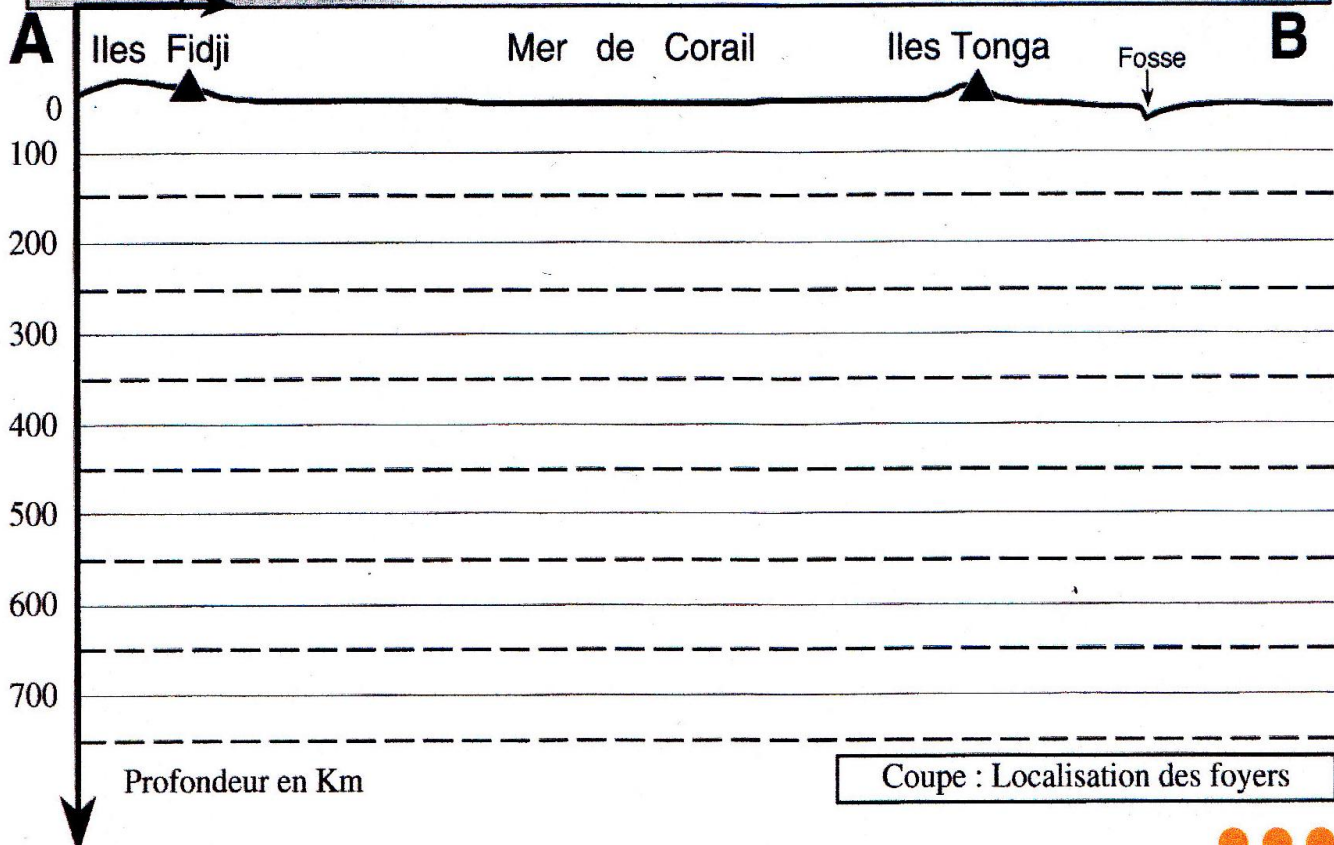 A Iles Fidji Mer de Corail Iles Tonga B
Fosse
0
100
200
300
400
500
600
700
Profondeur en Km
Coupe : Localisation des foyers